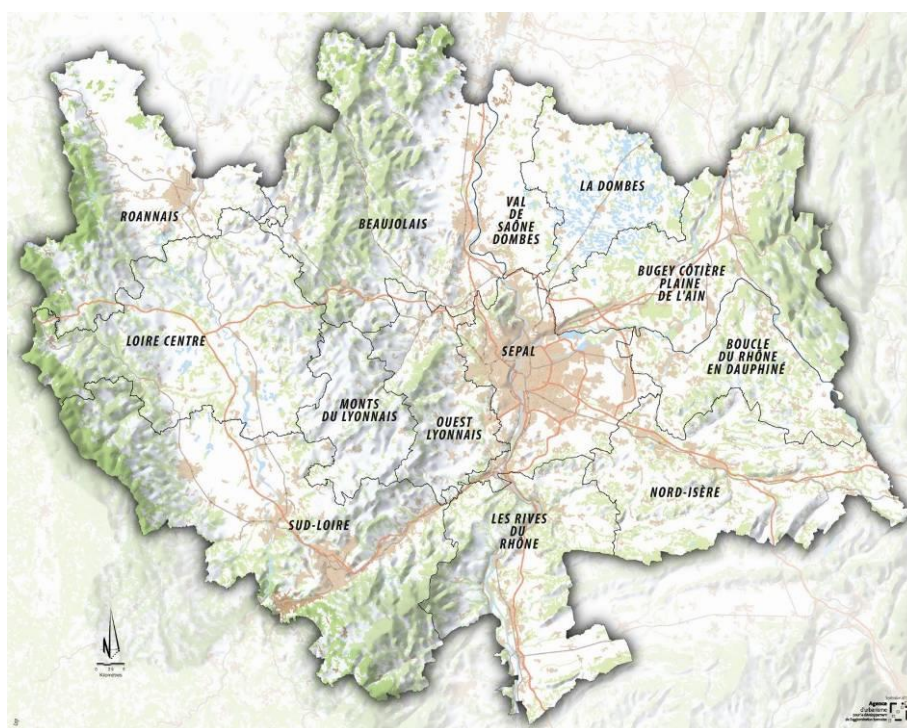 ROANNAIS
BEAUJOLAIS
VAL
DE
SAÔNE
DOMBES
LA DOMBES
BUGEY CÔTIÈRE
PLAINE
DE L'AIN
LOIRE CENTRE
SEPAL
BOUCLE
DU RHÔNE
EN DAUPHINÉ
MONTS
DU LYONNAIS
OUEST
LYONNAIS
NORD-ISÈRE
SUD-LOIRE
LES RIVES
DU
RHÔNE
Kilomètres
Agence
d'urbanisme